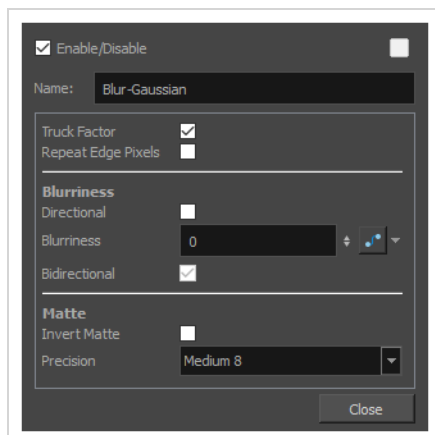 Enable/Disable
Name: Blur-Gaussian
Truck Factor
Repeat Edge Pixels
Blurriness
Directional
Blurriness 0
Bidirectional
Matte
Invert Matte
Precision Medium 8
Close